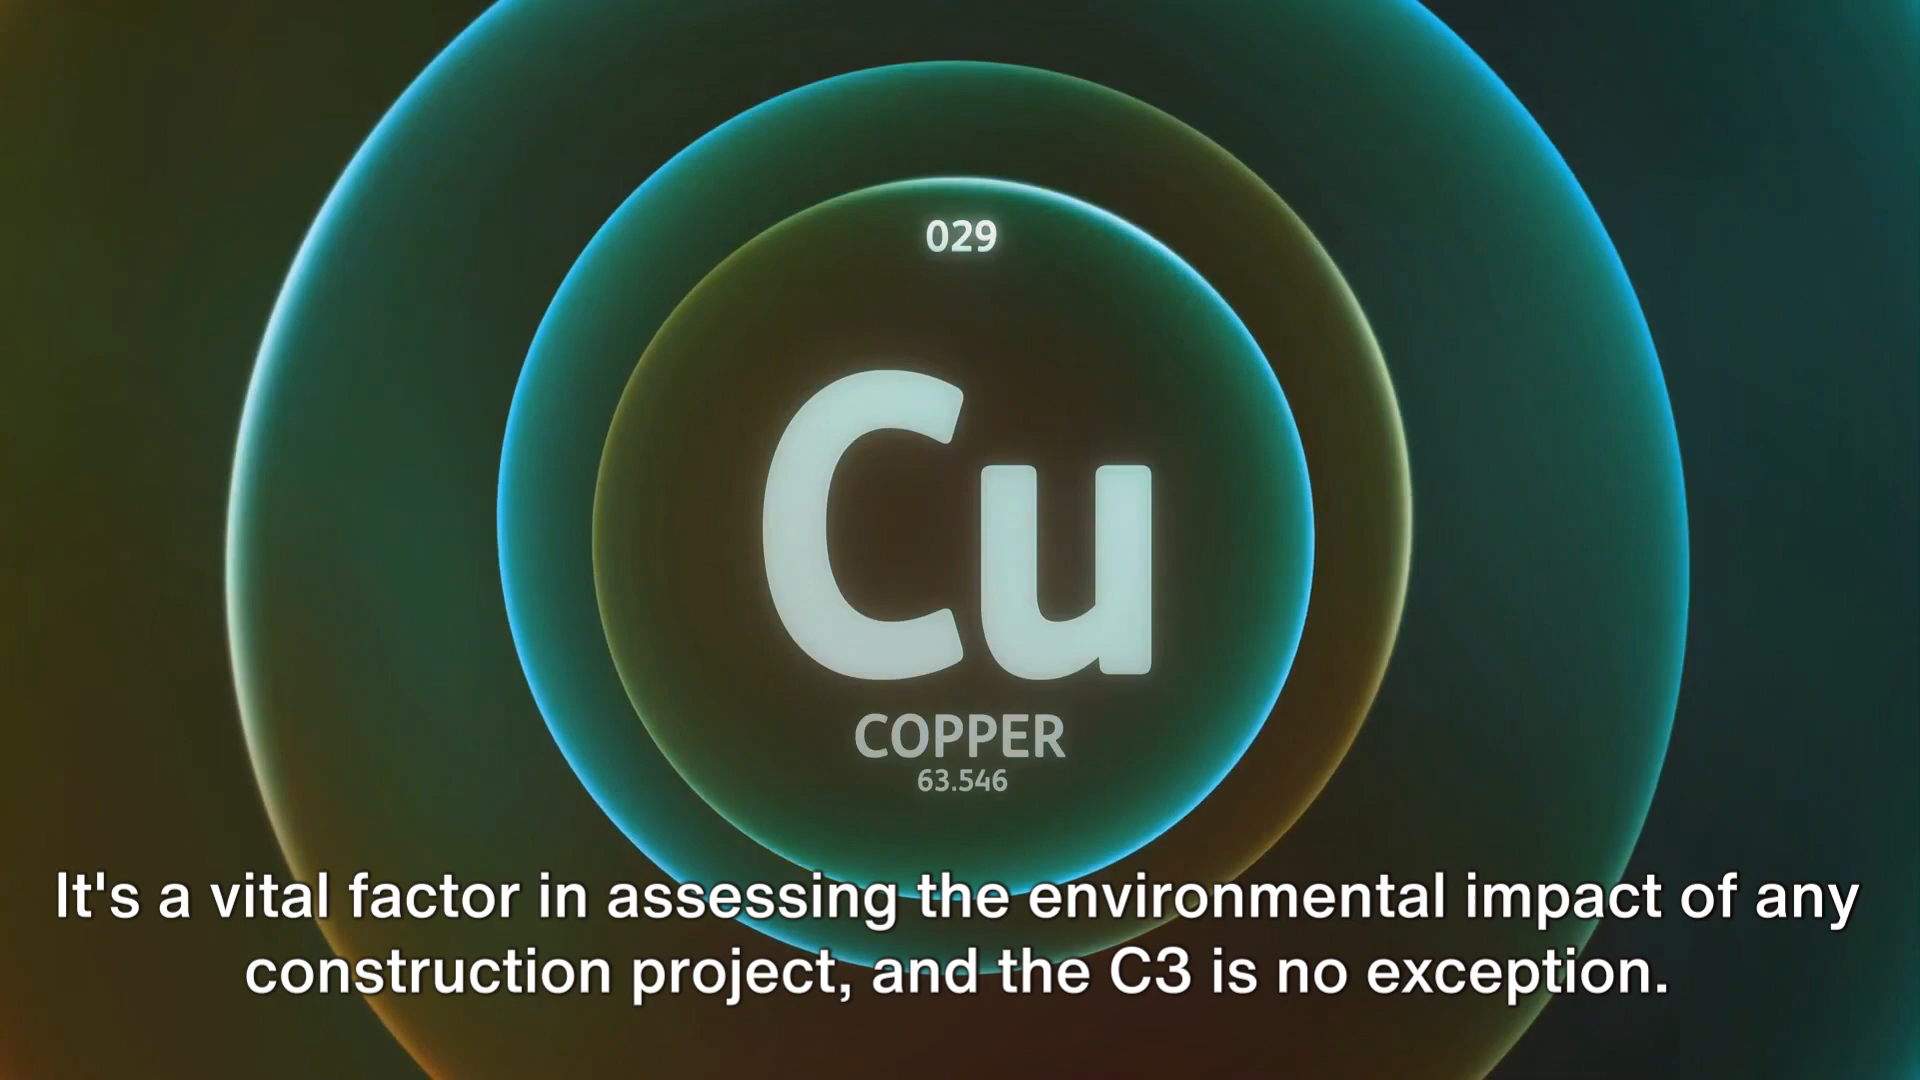 029
Cu
COPPER
63.546
It's a vital factor in assessing the environmental impact of any
construction project, and the C3 is no exception.